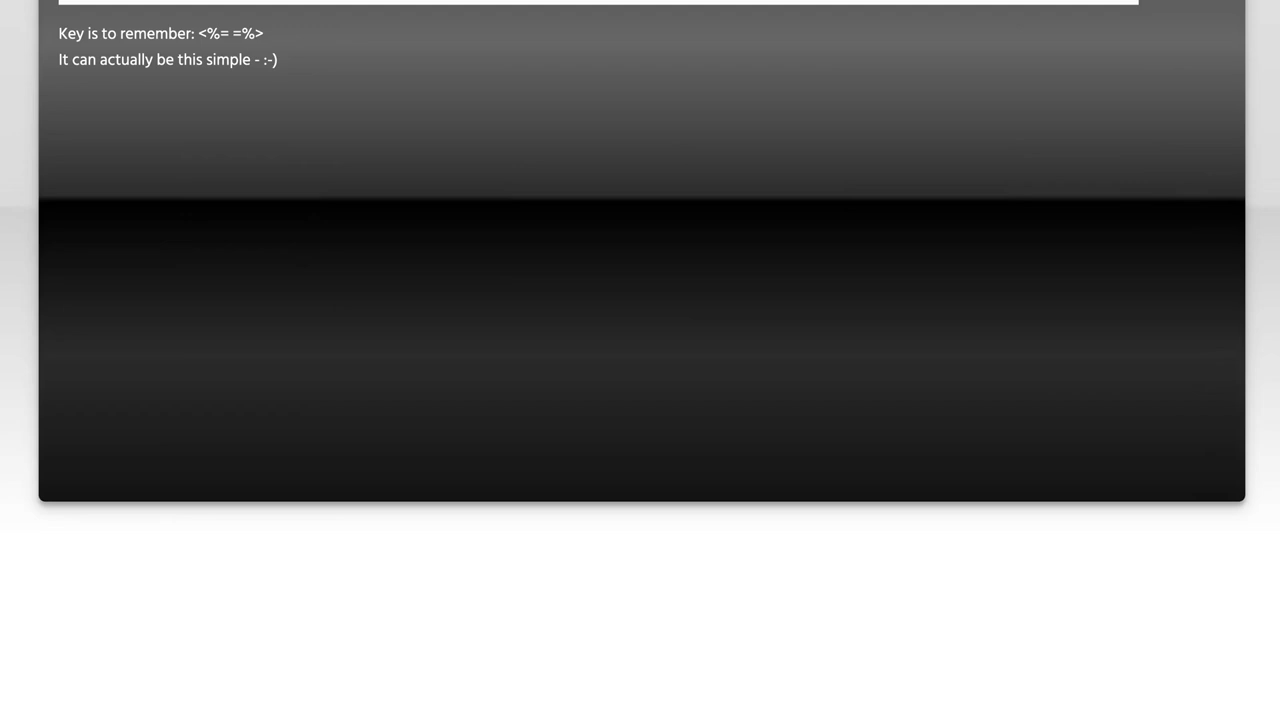 Key is to remember: <%= =%>
It can actually be this simple - :-)